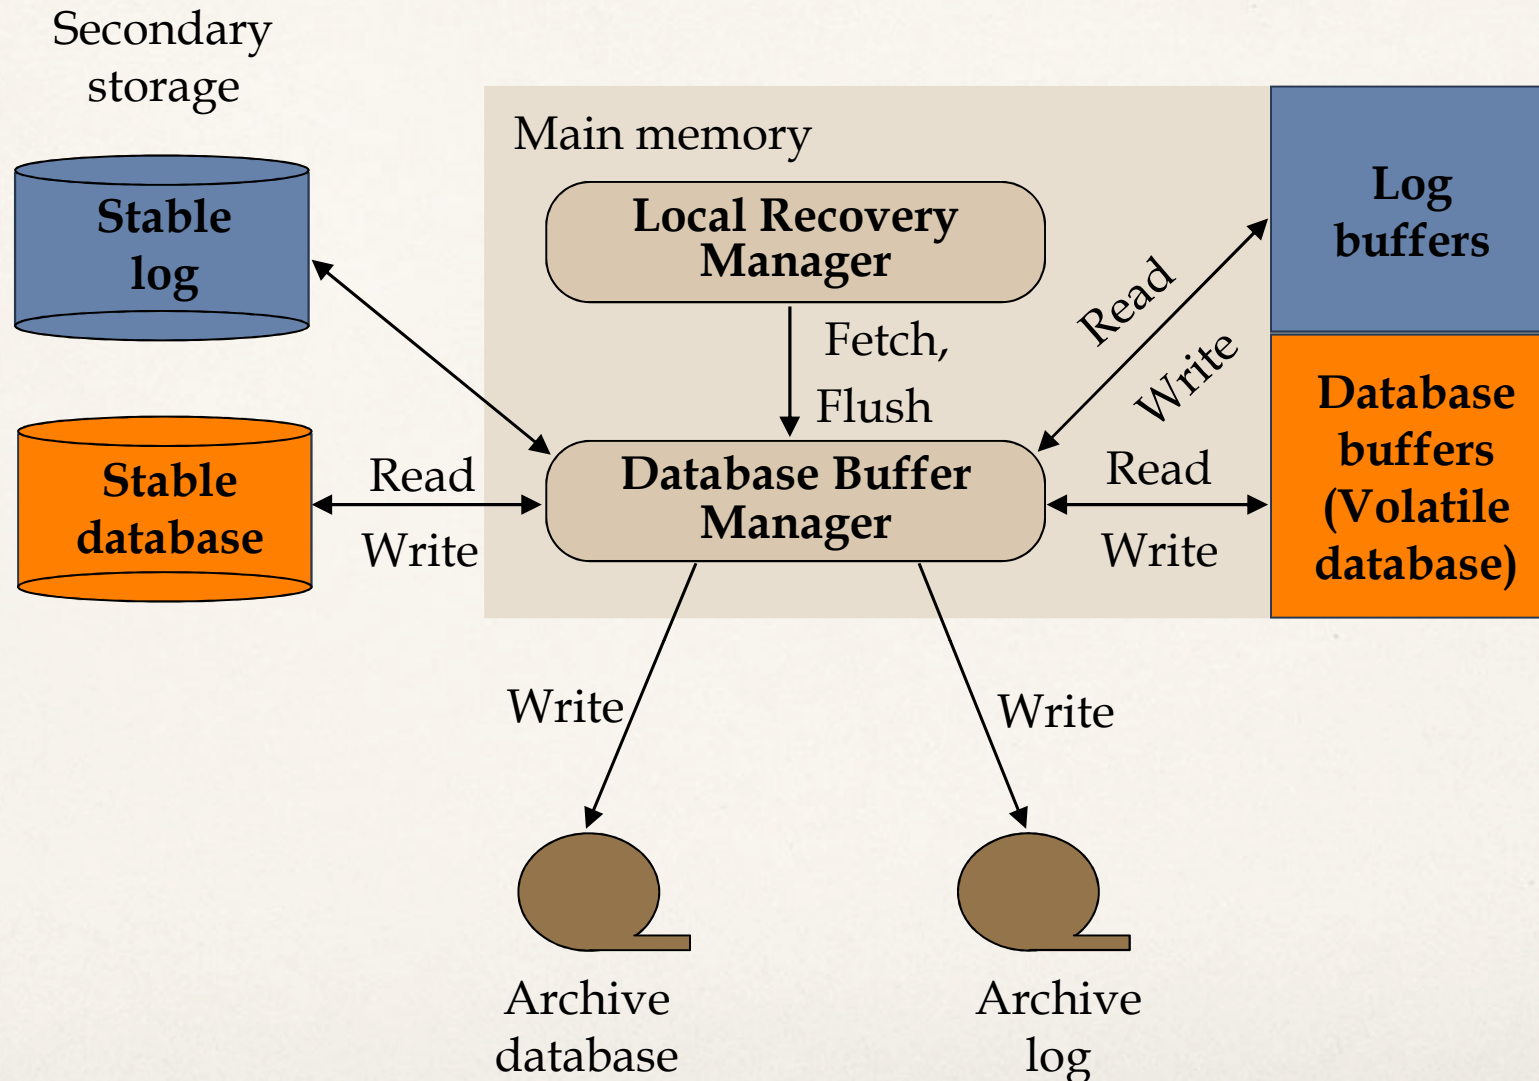 Secondary
storage
Main memory
Stable
log
Local Recovery
Manager
Log
buffers
Fetch,
Flush
Read
Write
Stable
database
Read
Write
Database Buffer
Manager
Read
Write
Database
buffers
(Volatile
database)
Write
Write
Archive
database
Archive
log